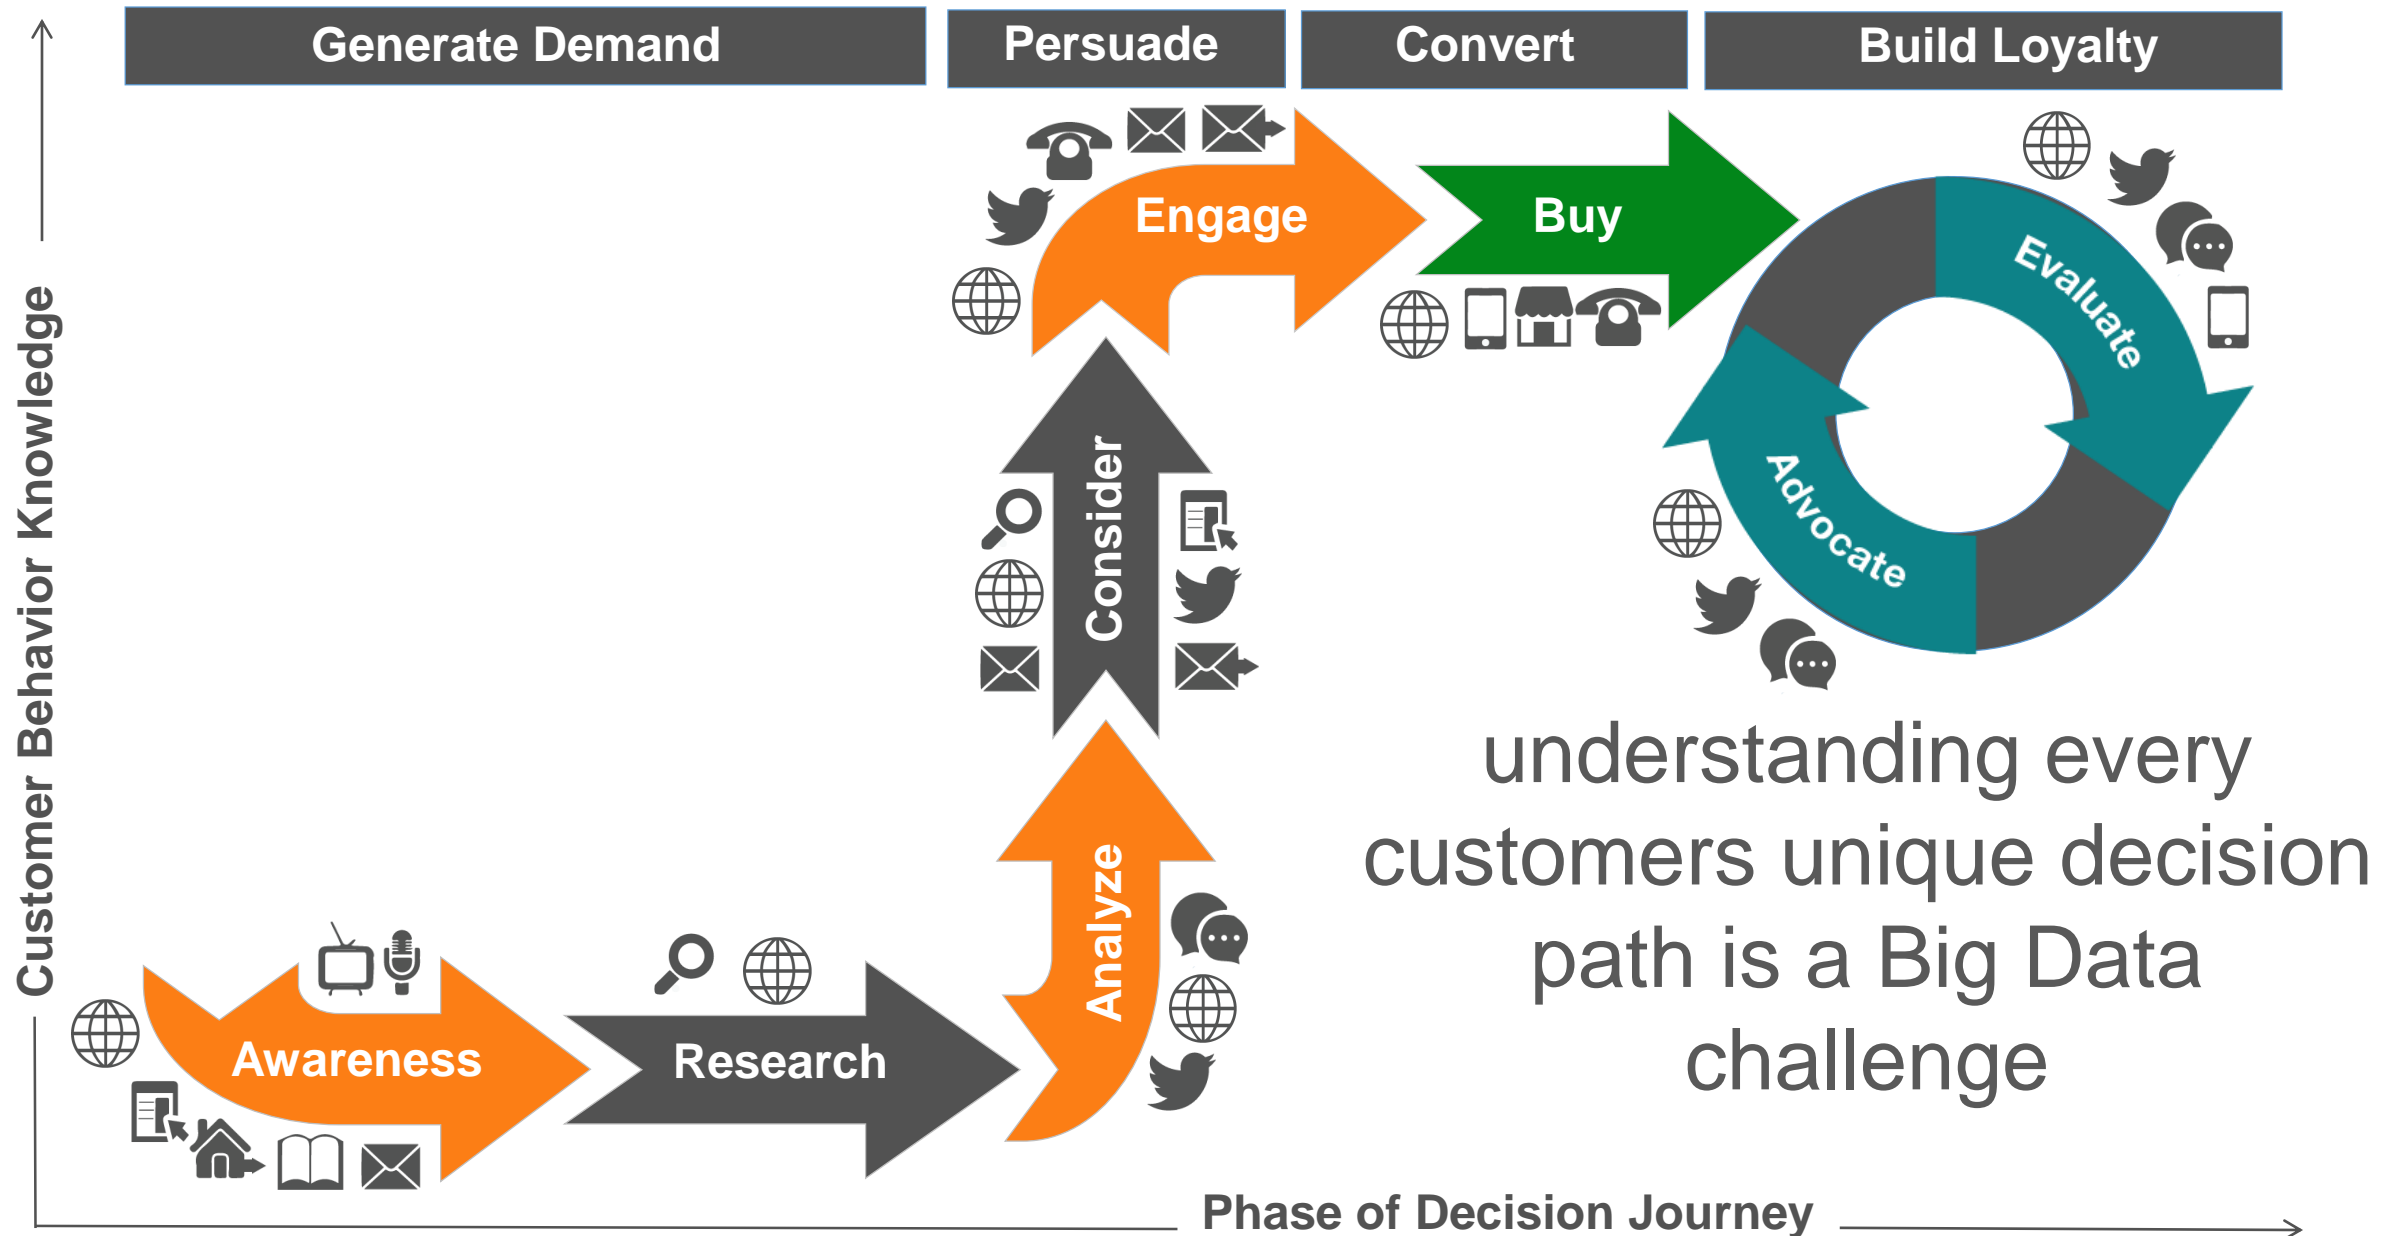 Generate Demand
Persuade
Convert
Build Loyalty
Customer Behavior Knowledge
Engage
Buy
Evaluate
Advocate
Consider
Analyze
Awareness
Research
understanding every
customers unique decision
path is a Big Data
challenge
Phase of Decision Journey